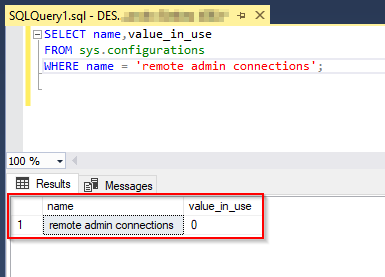 SQLQuery1.sql - DES.
SELECT name,value_in_use
FROM sys.configurations
WHERE name = 'remote admin connections';
100 %
Results Messages
name value_in_use
1 remote admin connections 0